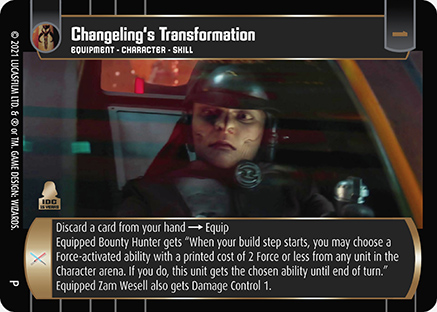 Changeling's Transformation
EQUIPMENT - CHARACTER - SKILL
© 2021 LUCASFILM LTD. & ® or TM. GAME DESIGN: WIZARDS.
IDC
Discard a card from your hand → Equip
Equipped Bounty Hunter gets "When your build step starts, you may choose a
Force-activated ability with a printed cost of 2 Force or less from any unit in the
Character arena. If you do, this unit gets the chosen ability until end of turn."
Equipped Zam Wesell also gets Damage Control 1.
P